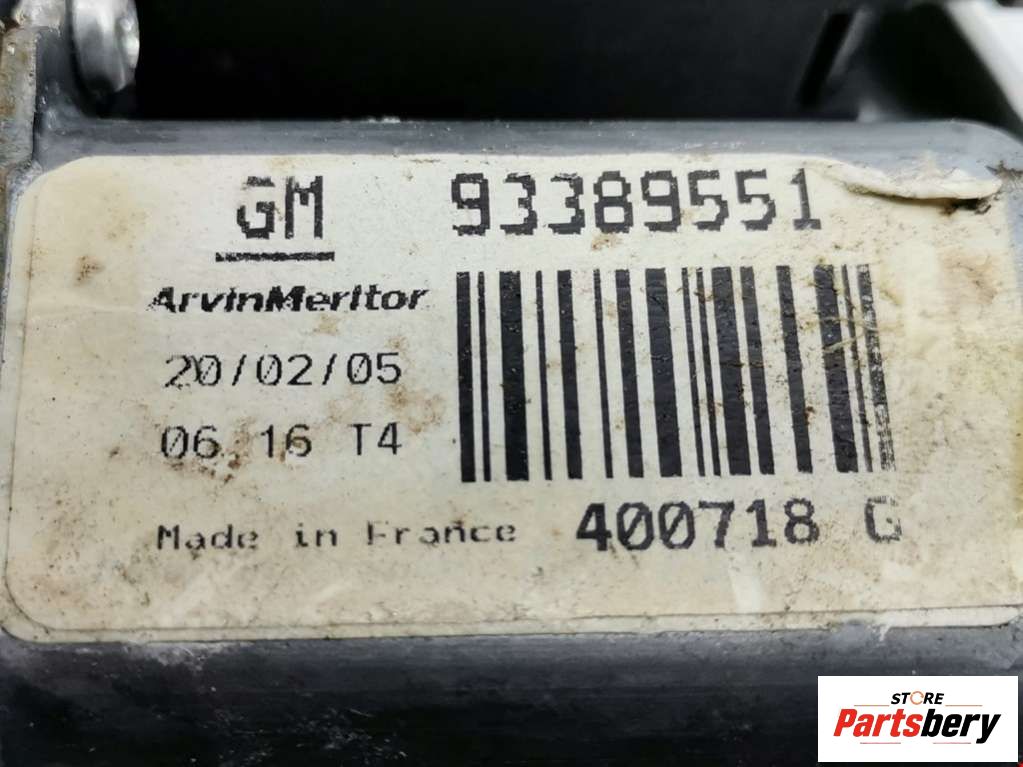 GM 93389551
ArvinMeritor
20/02/05
06 16 T4
Made in France 400718 G
STORE
Partsbery